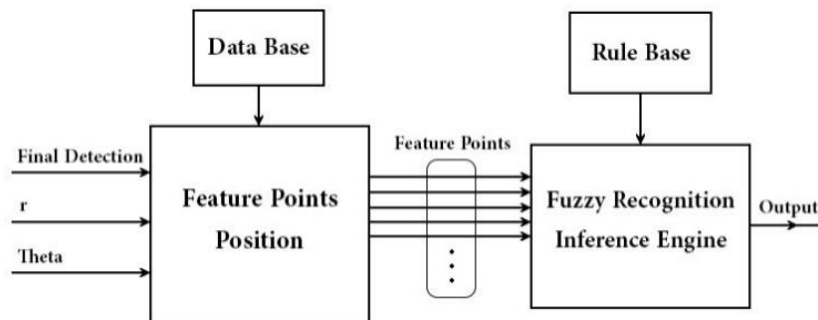 Data Base
Rule Base
Final Detection
r
Theta
Feature Points
Position
Feature Points
Fuzzy Recognition
Inference Engine
Output